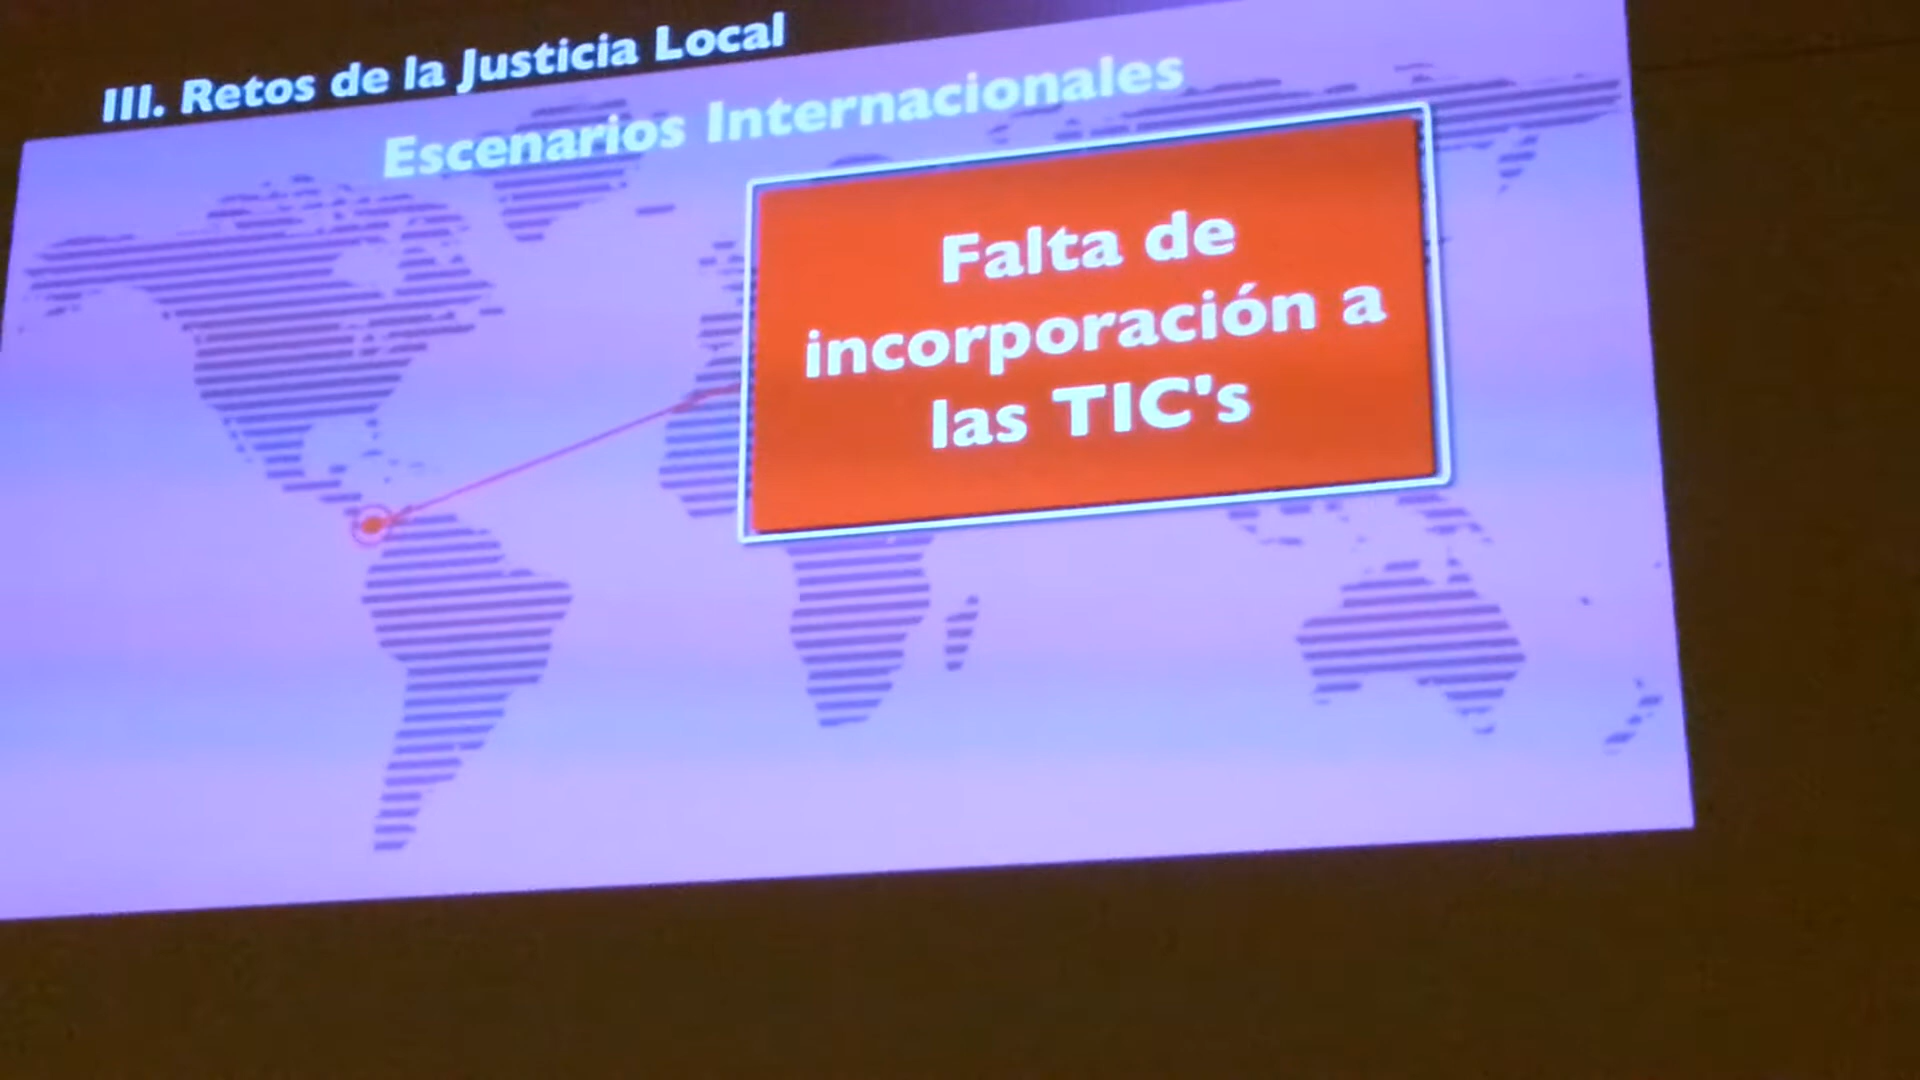 III. Retos de la Justicia Local
Escenarios Internacionales
Falta de
incorporación a
las TIC's